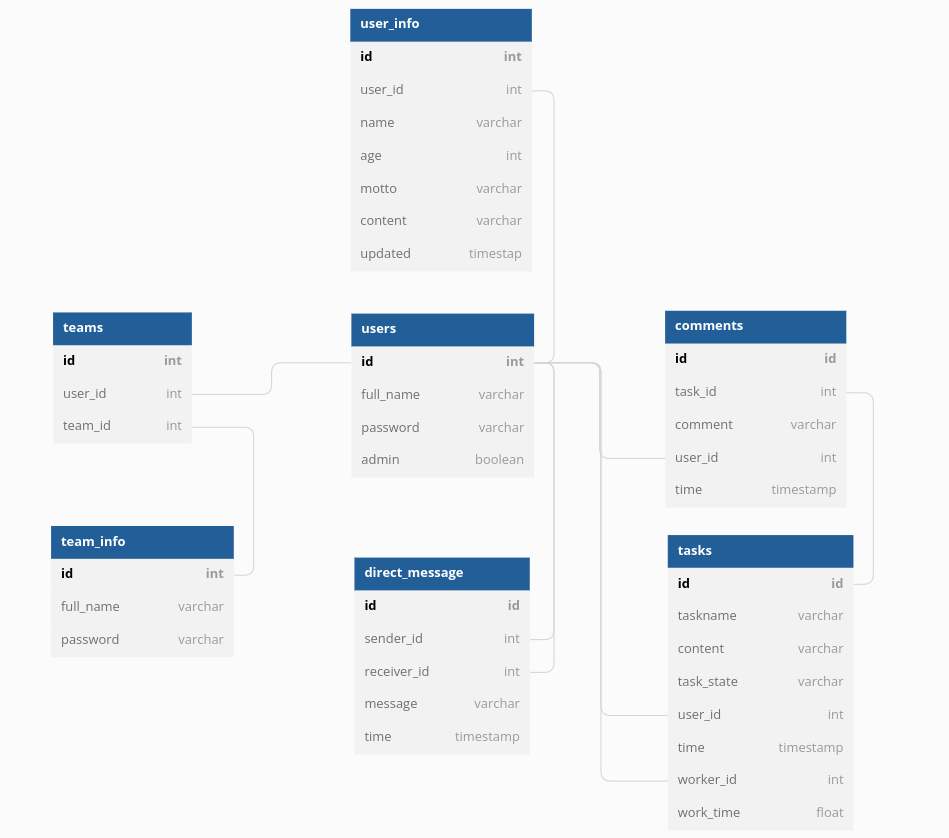 user_info
id int
user_id int
name varchar
age int
motto varchar
content varchar
updated timestap
teams
id int
user_id int
team_id int
users
id int
full_name varchar
password varchar
admin boolean
comments
id id
task_id int
comment varchar
user_id int
time timestamp
team_info
id int
full_name varchar
password varchar
direct_message
id id
sender_id int
receiver_id int
message varchar
time timestamp
tasks
id id
taskname varchar
content varchar
task_state varchar
user_id int
time timestamp
worker_id int
work_time float